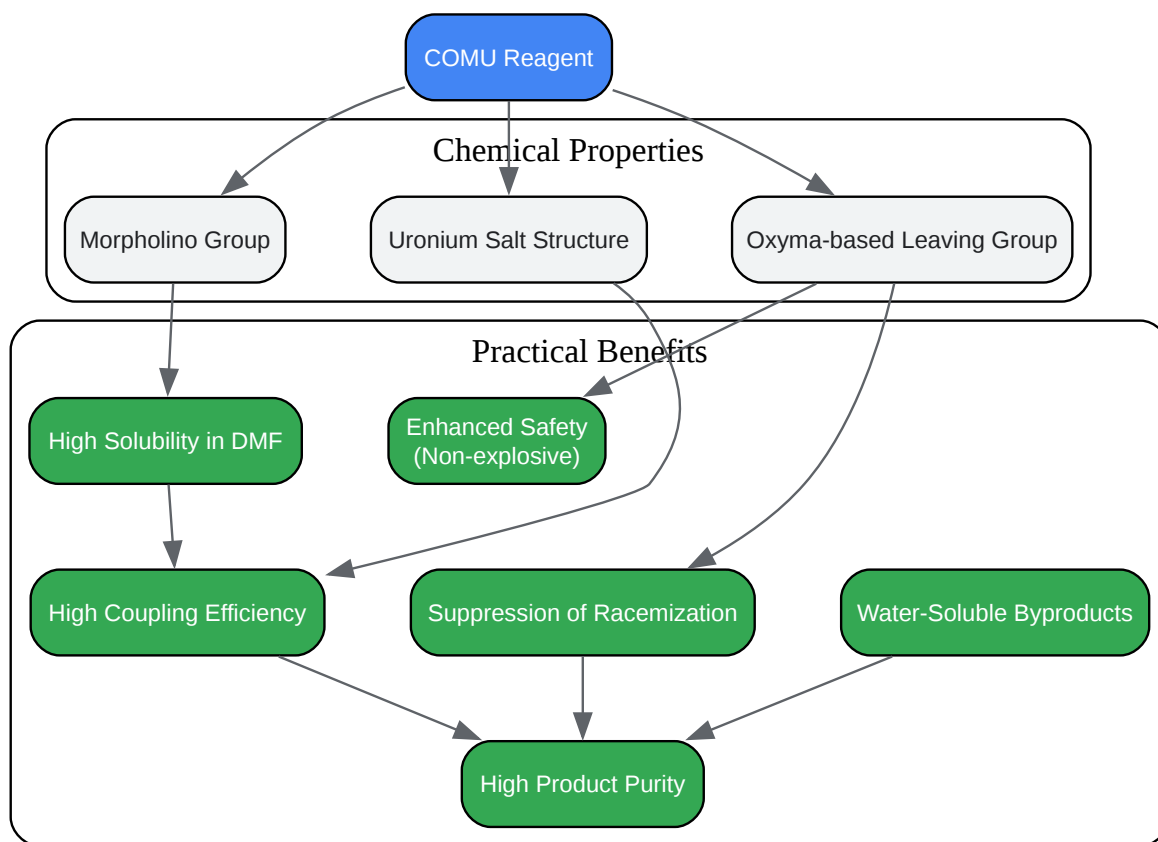 COMU Reagent
Chemical Properties
Morpholino Group
Uronium Salt Structure
Oxyma-based Leaving Group
Practical Benefits
High Solubility in DMF
Enhanced Safety
(Non-explosive)
High Coupling Efficiency
Suppression of Racemization
Water-Soluble Byproducts
High Product Purity